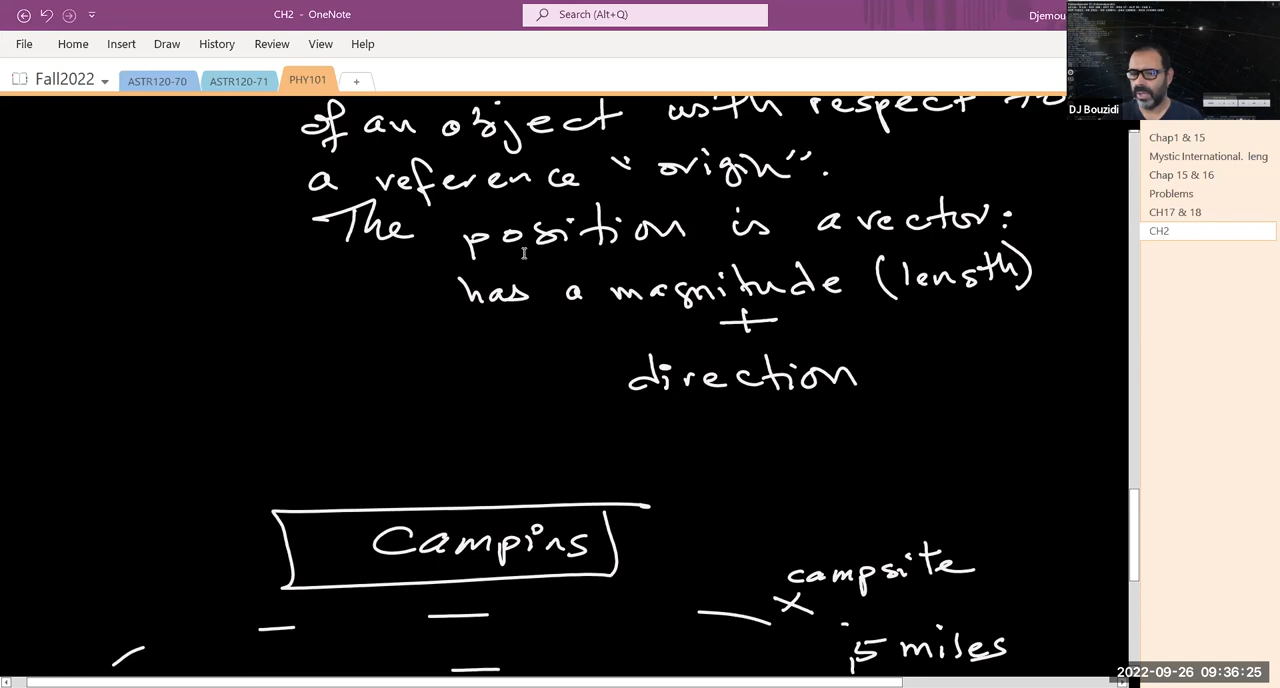 CH2 - OneNote
Search (Alt+Q)
Djemou
File Home Insert Draw History Review View Help
Fall2022 ASTR120-70 ASTR120-71 PHY101 +
DJ Bouzidi
Chap1 & 15
Mystic International. leng
Chap 15 & 16
Problems
CH17 & 18
CH2
of an object with respect to
a reference "origin".
The position is a vector:
has a magnitude (length)
+
direction
Camping
campsite
x
5 miles
2022-09-26 09:36:25